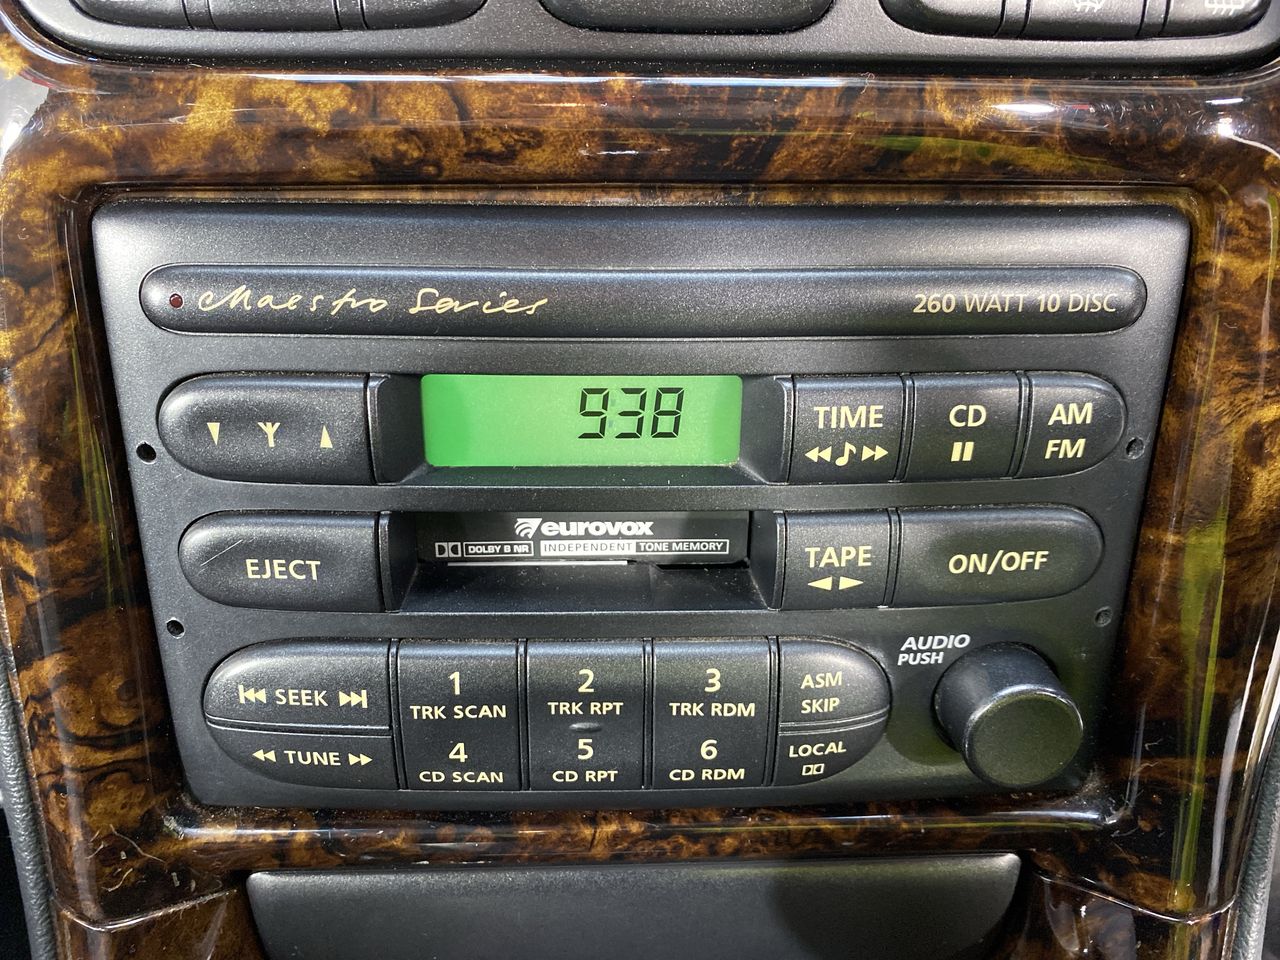 Maestro Series
260 WATT 10 DISC
938
TIME
CD
AM
FM
eurovox
DOLBY B NR INDEPENDENT TONE MEMORY
EJECT
TAPE
ON/OFF
AUDIO
PUSH
SEEK
1
TRK SCAN
2
TRK RPT
3
TRK RDM
ASM
SKIP
TUNE
4
CD SCAN
5
CD RPT
6
CD RDM
LOCAL